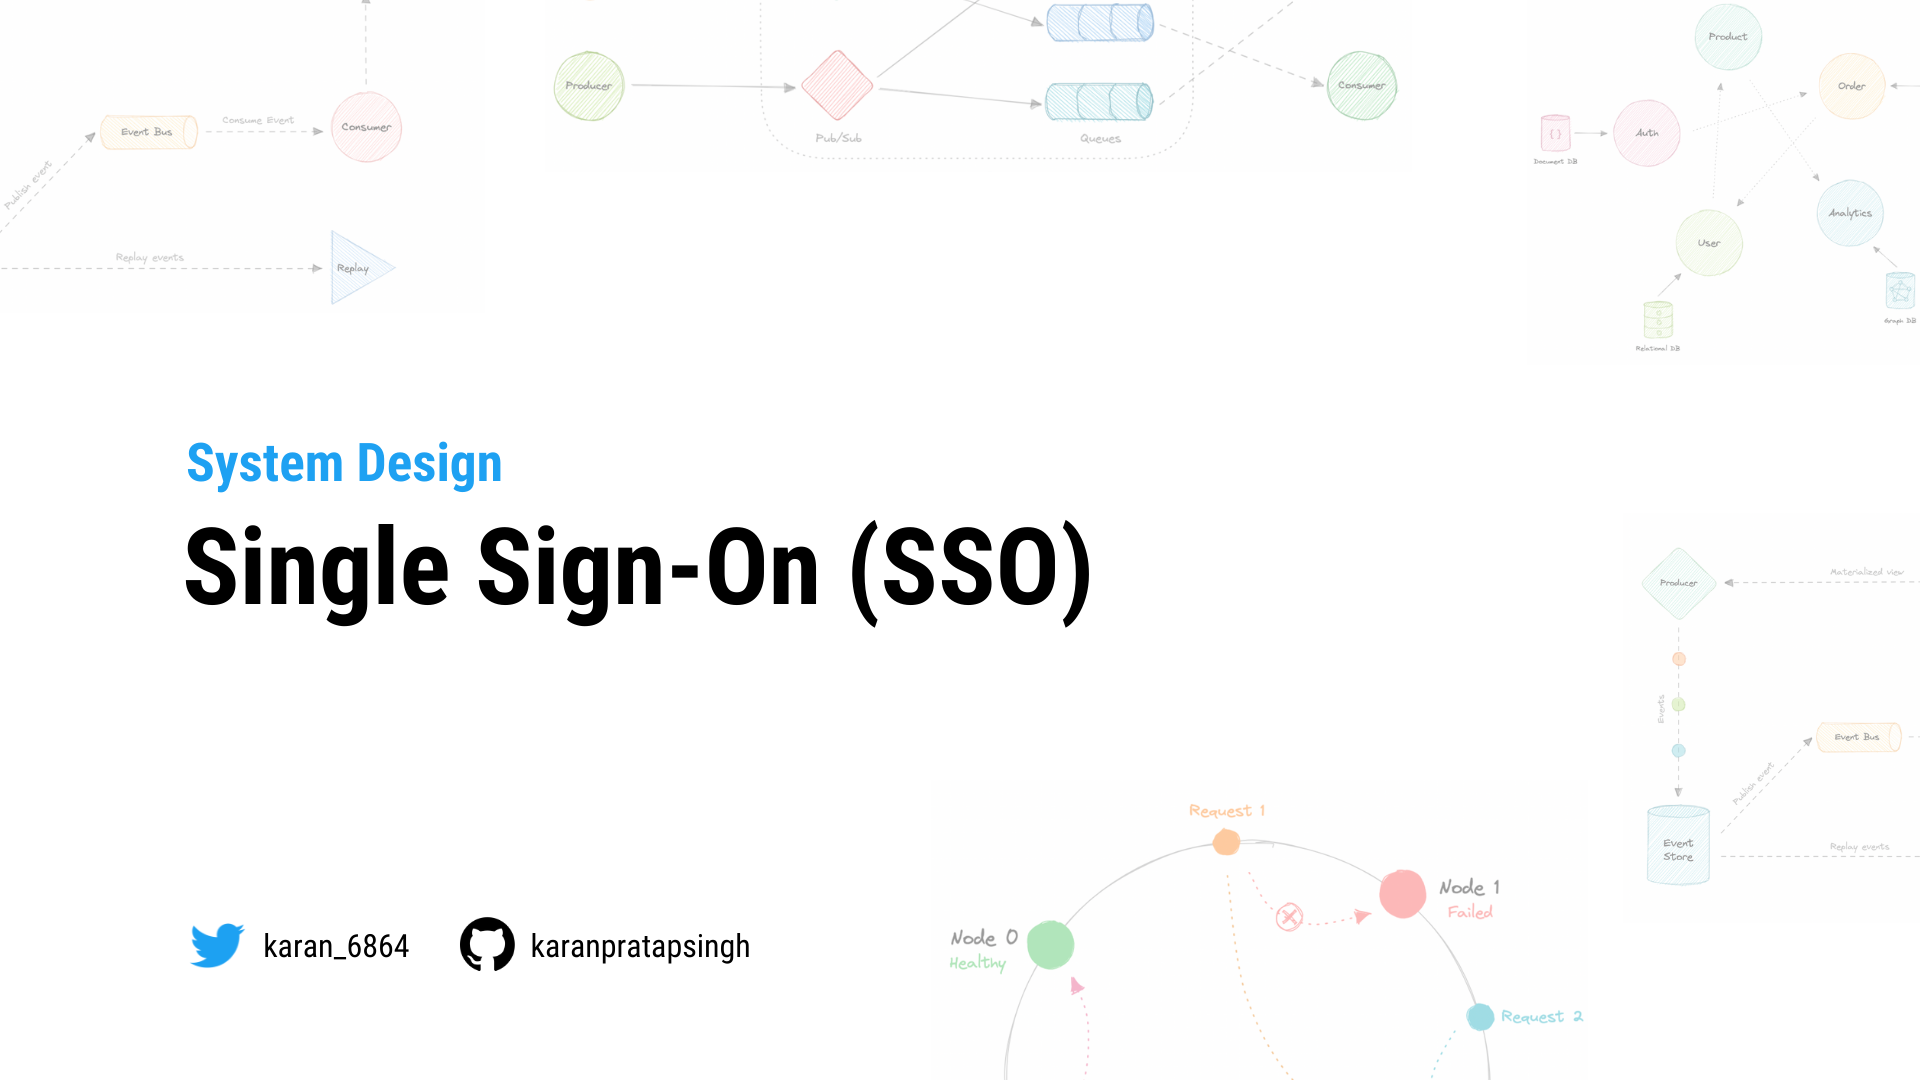 Producer
Pub/Sub
Queues
Consumer
Event Bus
Consume Event
Consumer
Publish event
Replay events
Replay
Product
Order
Auth
Document DB
Analytics
User
Graph DB
Relational DB
System Design
Single Sign-On (SSO)
Producer
Materialized view
Events
Event Bus
Publish event
Event
Store
Replay events
Request 1
Node 1
Failed
Node 0
Healthy
Request 2
karan_6864
karanpratapsingh